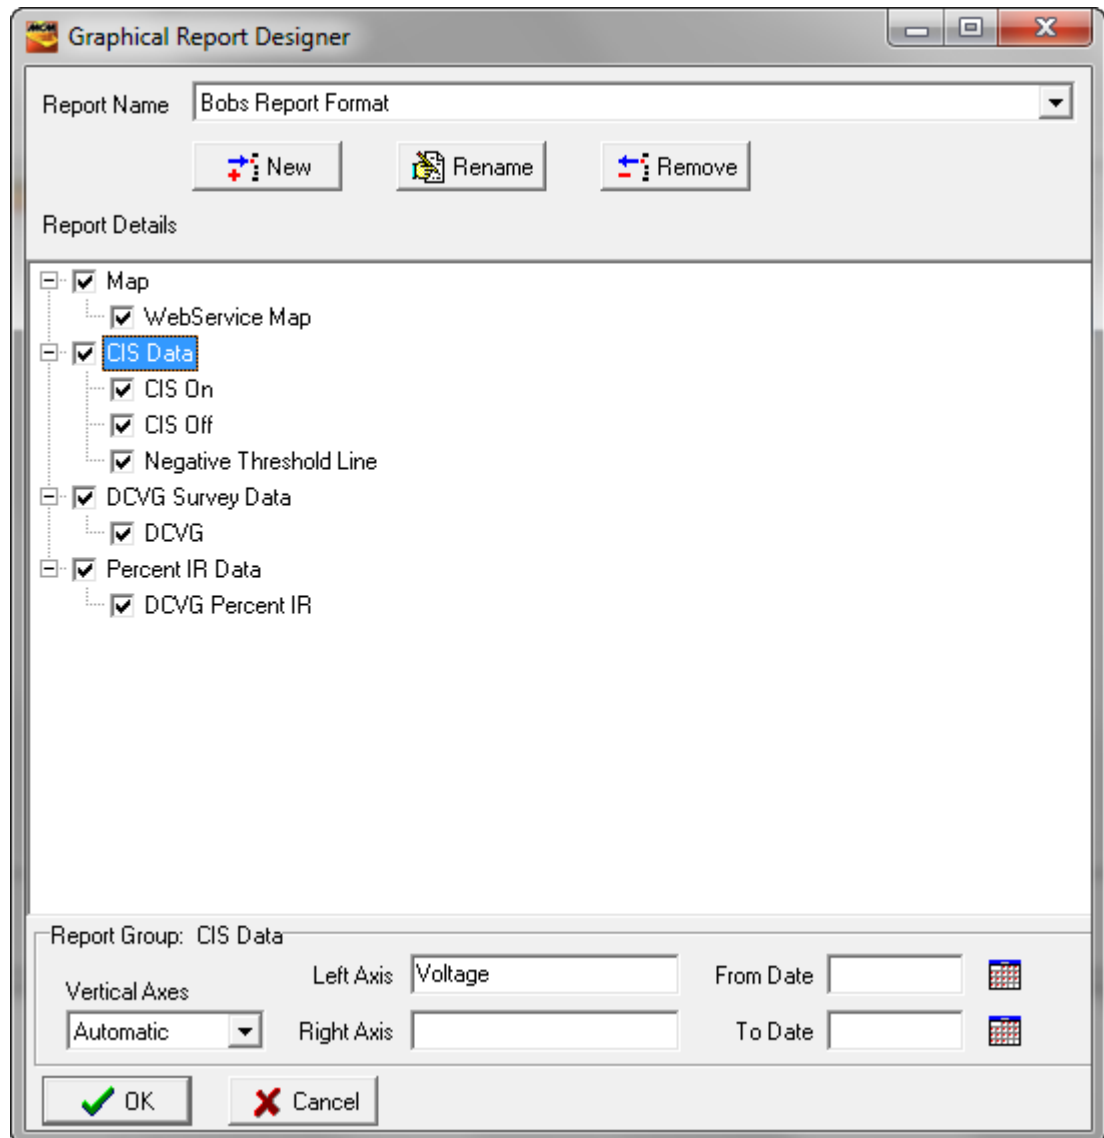 MCM
Graphical Report Designer
Report Name Bobs Report Format
New Rename Remove
Report Details
Map
WebService Map
CIS Data
CIS On
CIS Off
Negative Threshold Line
DCVG Survey Data
DCVG
Percent IR Data
DCVG Percent IR
Report Group: CIS Data
Left Axis Voltage From Date
Vertical Axes
Automatic Right Axis To Date
OK Cancel